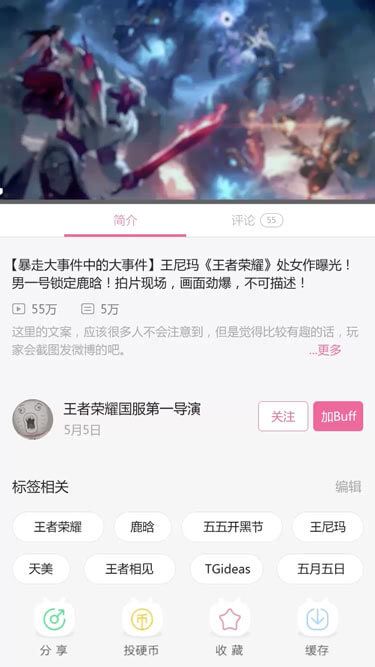 简介
评论 55
【暴走大事件中的大事件】王尼玛《王者荣耀》处女作曝光！
男一号锁定鹿晗！拍片现场，画面劲爆，不可描述！
55万 5万
这里的文案，应该很多人不会注意到，但是觉得比较有趣的话，玩
家会截图发微博的吧。 ...更多
王者荣耀国服第一导演
5月5日
关注
加Buff
标签相关 编辑
王者荣耀 鹿晗 五五开黑节 王尼玛
天美 王者相见 TGideas 五月五日
币
分享 投硬币 收藏 缓存